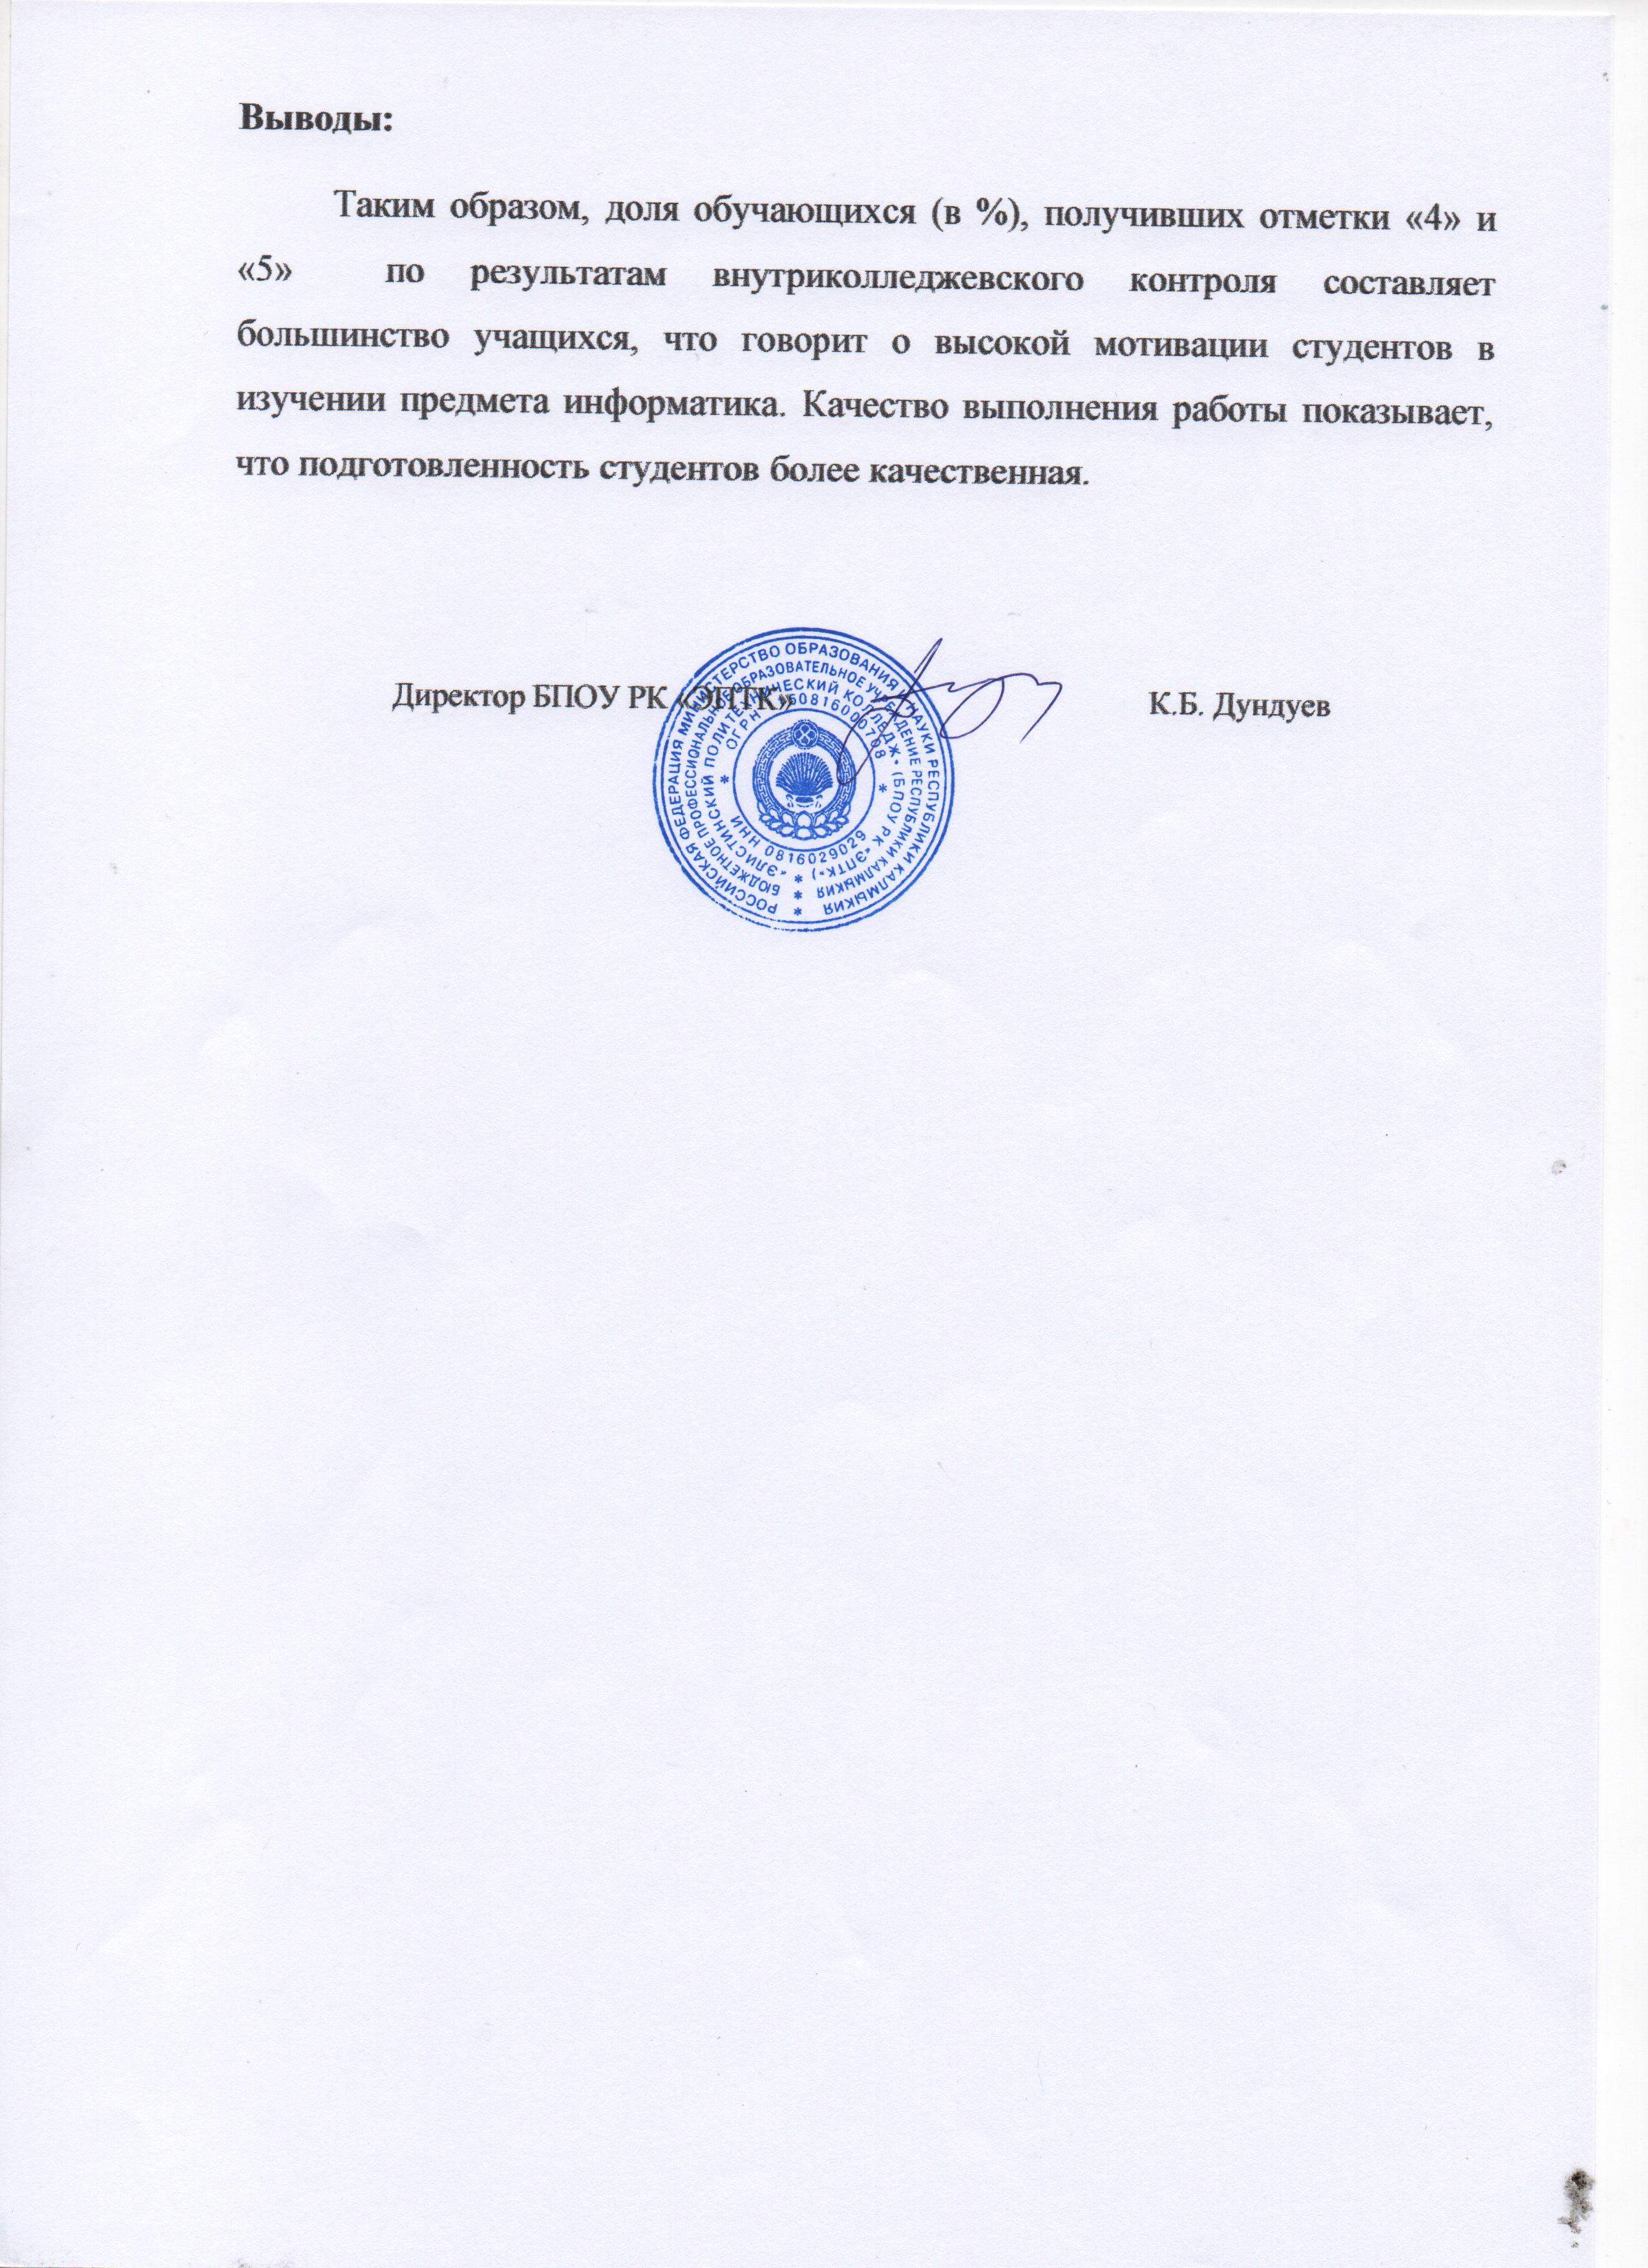 Выводы:
Таким образом, доля обучающихся (в %), получивших отметки «4» и
«5» по результатам внутриколледжевского контроля составляет
большинство учащихся, что говорит о высокой мотивации студентов в
изучении предмета информатика. Качество выполнения работы показывает,
что подготовленность студентов более качественная.
Директор БПОУ РК «ЭПТК» К.Б. Дундуев
РОССИЙСКАЯ ФЕДЕРАЦИЯ МИНИСТЕРСТВО ОБРАЗОВАНИЯ И НАУКИ РЕСПУБЛИКИ КАЛМЫКИЯ
БЮДЖЕТНОЕ ПРОФЕССИОНАЛЬНОЕ ОБРАЗОВАТЕЛЬНОЕ УЧРЕЖДЕНИЕ РЕСПУБЛИКИ КАЛМЫКИЯ
«ЭЛИСТИНСКИЙ ПОЛИТЕХНИЧЕСКИЙ КОЛЛЕДЖ» (БПОУ РК «ЭПТК»)
ОГРН
ИНН 0816029029